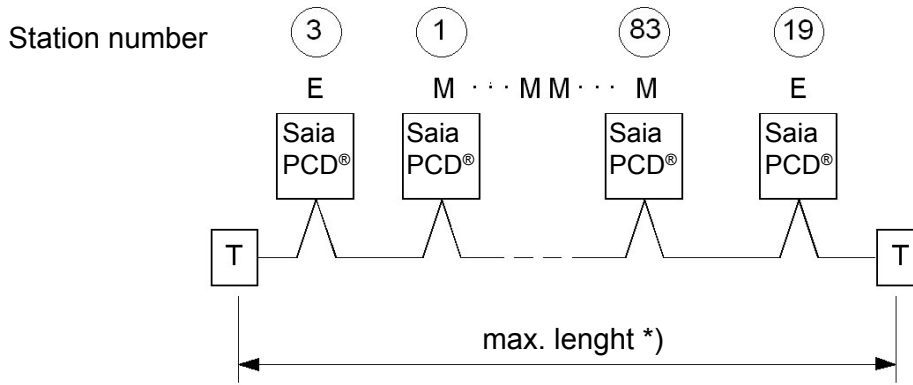 Station number 3 1 83 19
E M · · · M M · · · M E
Saia PCD® Saia PCD® Saia PCD® Saia PCD®
T T
max. lenght *)